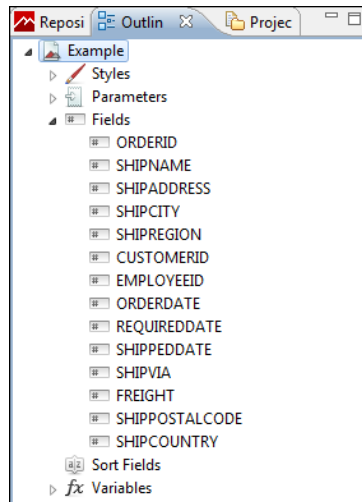 Reposi Outlin Projec
Example
Styles
Parameters
Fields
ORDERID
SHIPNAME
SHIPADDRESS
SHIPCITY
SHIPREGION
CUSTOMERID
EMPLOYEEID
ORDERDATE
REQUIREDDATE
SHIPPEDDATE
SHIPVIA
FREIGHT
SHIPPOSTALCODE
SHIPCOUNTRY
Sort Fields
fx Variables